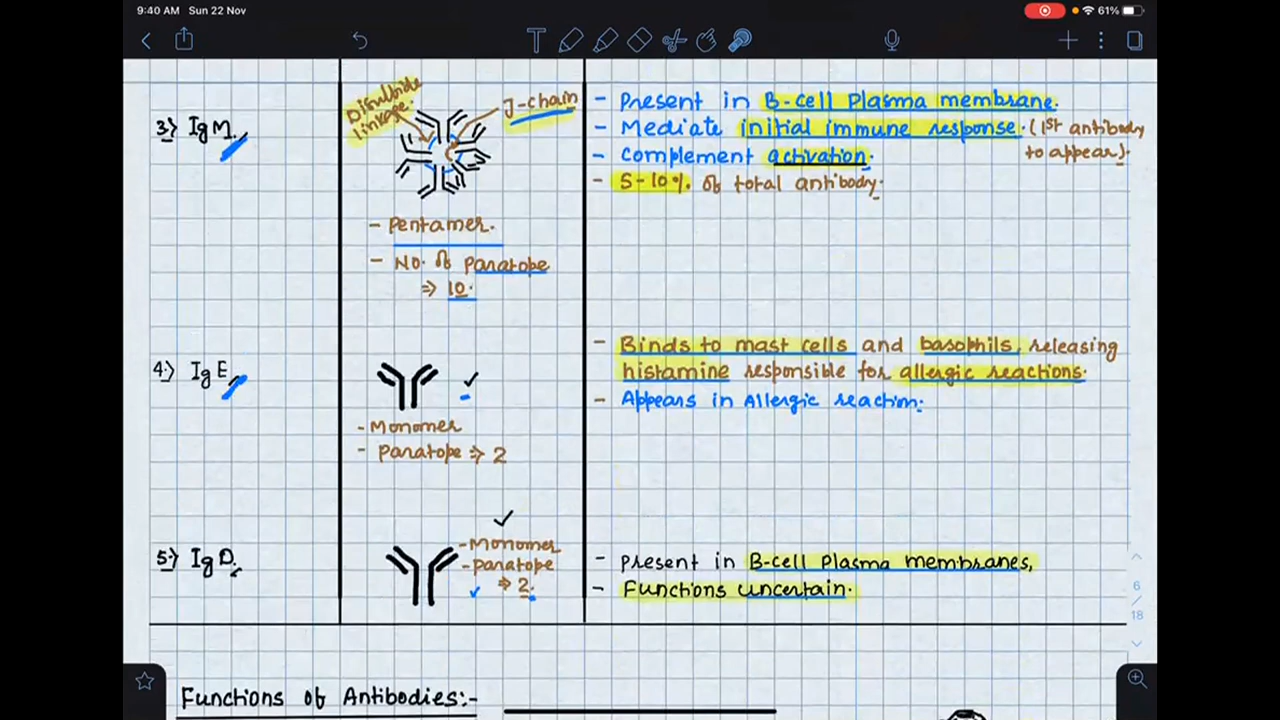 9:40 AM Sun 22 Nov
61%
3) IgM.
Disulfide
linkage.
J-chain
- Pentamer.
- No. of paratope
⇒ 10.
- Present in B-cell Plasma membrane.
- Mediate initial immune response. (1st antibody
to appear).
- Complement activation.
- 5-10% of total antibody.
4) IgE
- Monomer
- Paratope ⇒ 2
- Binds to mast cells and basophils, releasing
histamine responsible for allergic reactions.
- Appears in Allergic reaction.
5) IgD.
- Monomer
- paratope
⇒ 2.
- Present in B-cell Plasma membranes,
- Functions uncertain.
6
/
18
Functions of Antibodies:-